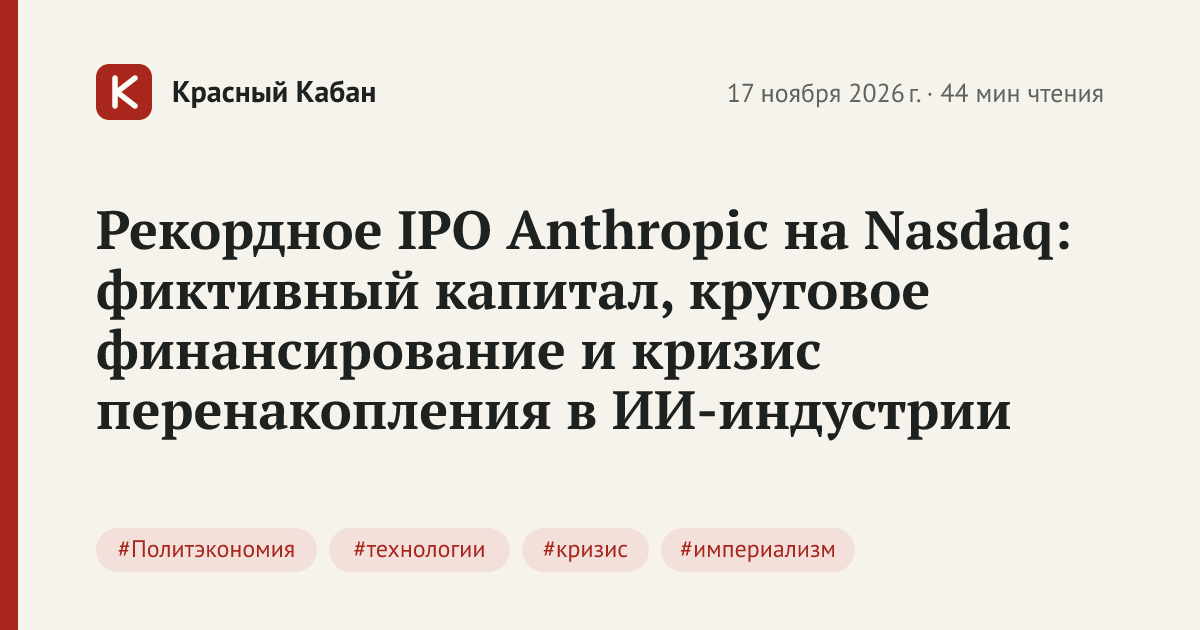 К
Красный Кабан
17 ноября 2026 г. · 44 мин чтения
Рекордное IPO Anthropic на Nasdaq:
фиктивный капитал, круговое
финансирование и кризис
перенакопления в ИИ-индустрии
#Политэкономия #технологии #кризис #империализм